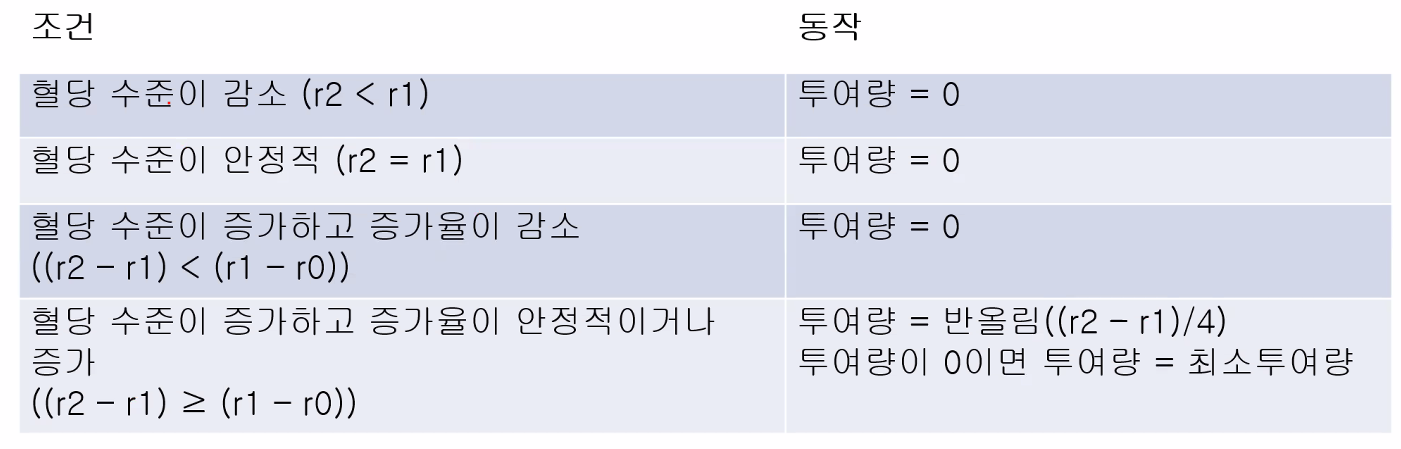 조건
동작
혈당 수준이 감소 (r2 < r1)
투여량 = 0
혈당 수준이 안정적 (r2 = r1)
투여량 = 0
혈당 수준이 증가하고 증가율이 감소
((r2 – r1) < (r1 – r0))
투여량 = 0
혈당 수준이 증가하고 증가율이 안정적이거나
증가
((r2 – r1) ≥ (r1 – r0))
투여량 = 반올림((r2 – r1)/4)
투여량이 0이면 투여량 = 최소투여량